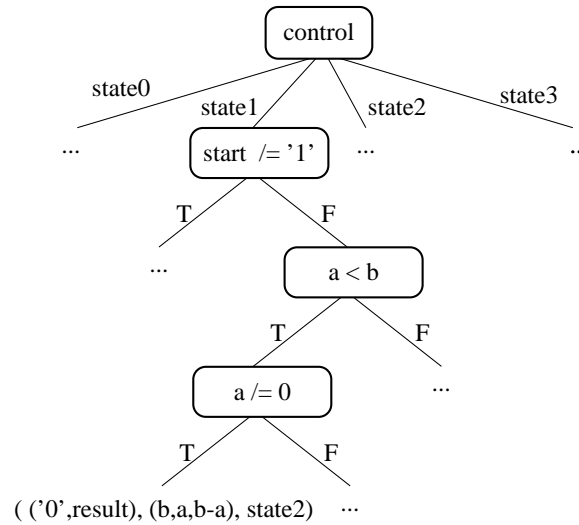 control
state0
state1
state2
state3
...
start /= ’1’
...
..
T
F
...
a < b
T
F
a /= 0
...
T
F
( (’0’,result), (b,a,b-a), state2)
...